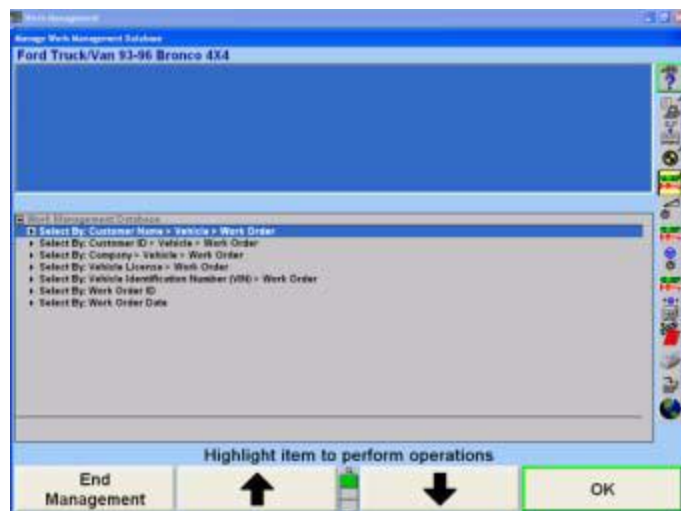 Work Management
Manage Work Management Database
Ford Truck/Van 93-96 Bronco 4X4
Work Management Database
Select By: Customer Name > Vehicle > Work Order
Select By: Customer ID > Vehicle > Work Order
Select By: Company > Vehicle > Work Order
Select By: Vehicle License > Work Order
Select By: Vehicle Identification Number (VIN) > Work Order
Select By: Work Order ID
Select By: Work Order Date
Highlight item to perform operations
End
Management
OK